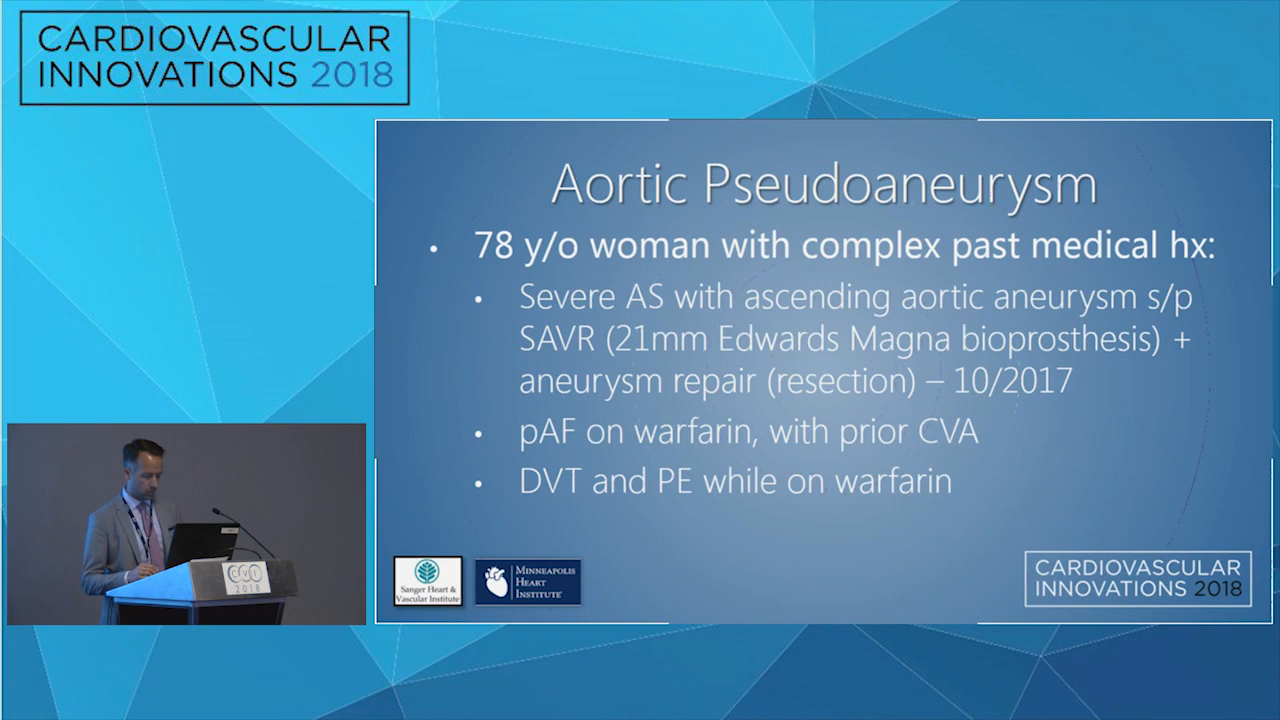 CARDIOVASCULAR
INNOVATIONS 2018
Aortic Pseudoaneurysm
• 78 y/o woman with complex past medical hx:
• Severe AS with ascending aortic aneurysm s/p
SAVR (21mm Edwards Magna bioprosthesis) +
aneurysm repair (resection) – 10/2017
• pAF on warfarin, with prior CVA
• DVT and PE while on warfarin
CVI
2018
Sanger Heart &
Vascular Institute
MINNEAPOLIS
HEART
INSTITUTE
CARDIOVASCULAR
INNOVATIONS 2018